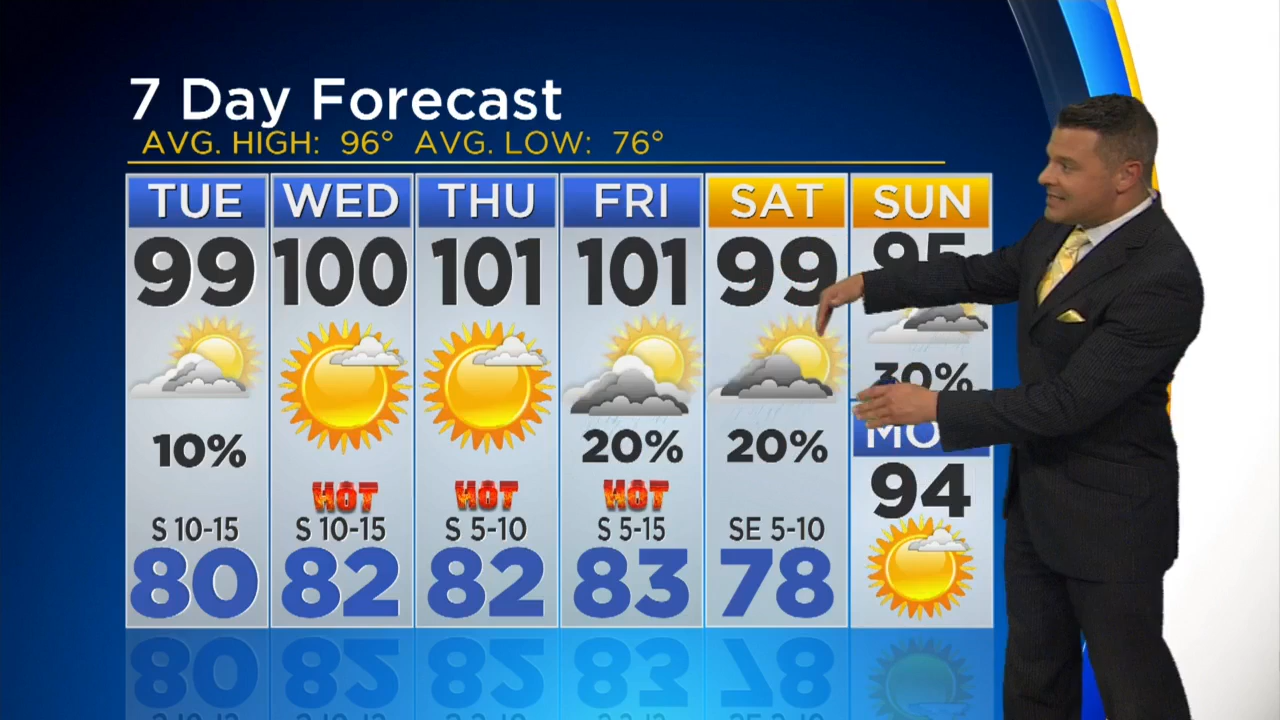 7 Day Forecast
AVG. HIGH: 96° AVG. LOW: 76°
TUE WED THU FRI SAT SUN
99 100 101 101 99 95
30%
10% 20% 20%
94
HOT HOT HOT
S 10-15 S 10-15 S 5-10 S 5-15 SE 5-10
80 82 82 83 78